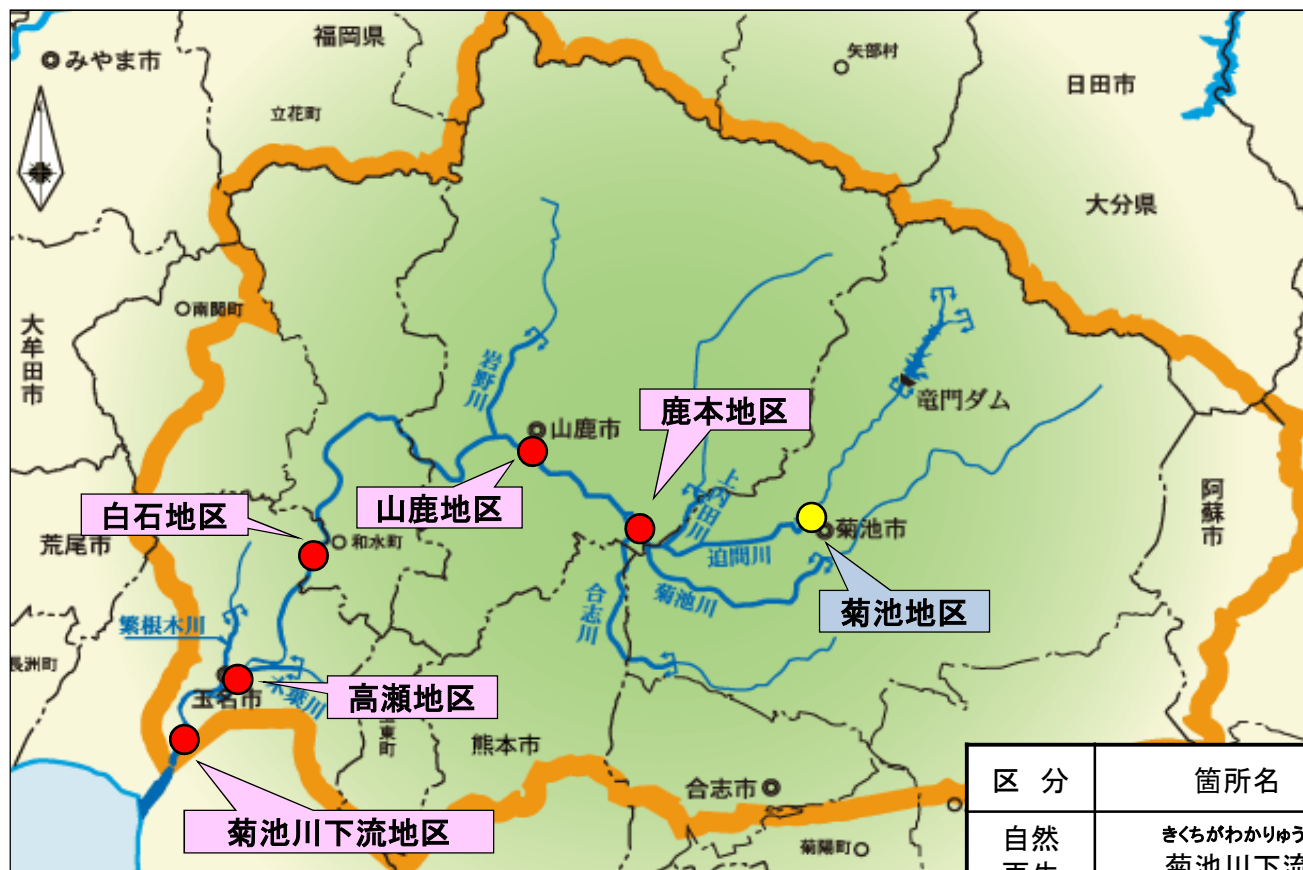 福岡県
みやま市
矢部村
日田市
立花町
大分県
南関町
大牟田市
岩野川
竜門ダム
鹿本地区
山鹿市
上内田川
山鹿地区
白石地区
阿蘇市
菊池市
荒尾市
和水町
迫間川
菊池川
合志川
菊池地区
繁根木川
長洲町
高瀬地区
玉名市
木葉川
東町
熊本市
合志市
菊池川下流地区
菊陽町
区 分
箇所名
自然
再生
きくちがわかりゅう
菊池川下流